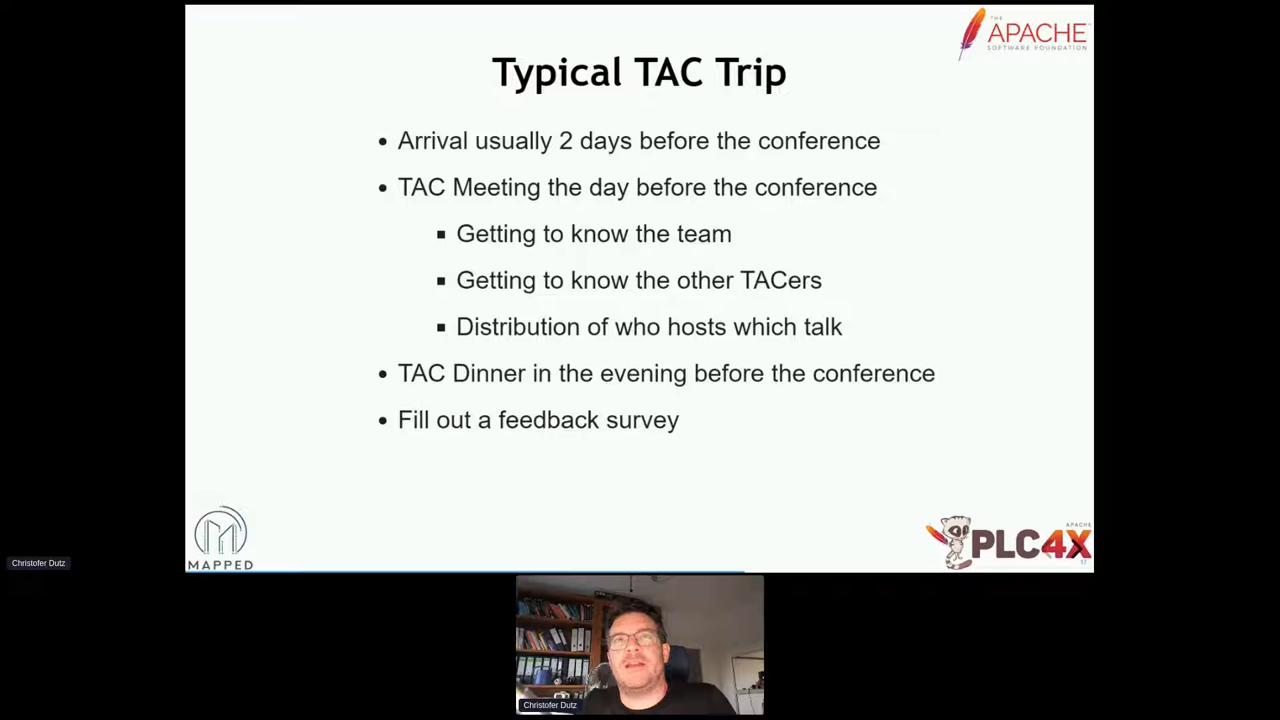 THE
APACHE
SOFTWARE FOUNDATION
Typical TAC Trip
Arrival usually 2 days before the conference
TAC Meeting the day before the conference
Getting to know the team
Getting to know the other TACers
Distribution of who hosts which talk
TAC Dinner in the evening before the conference
Fill out a feedback survey
MAPPED
APACHE
PLC4X
17
Christofer Dutz
Christofer Dutz